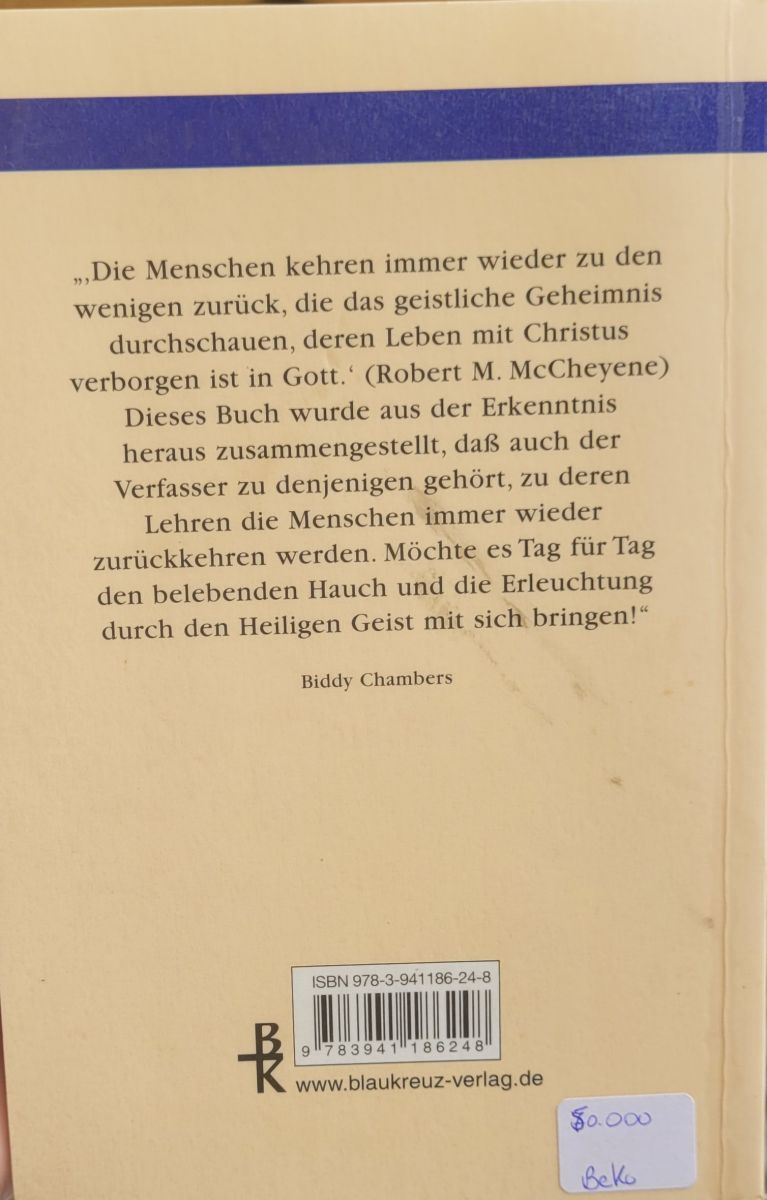 „‚Die Menschen kehren immer wieder zu den
wenigen zurück, die das geistliche Geheimnis
durchschauen, deren Leben mit Christus
verborgen ist in Gott.‘ (Robert M. McCheyene)
Dieses Buch wurde aus der Erkenntnis
heraus zusammengestellt, daß auch der
Verfasser zu denjenigen gehört, zu deren
Lehren die Menschen immer wieder
zurückkehren werden. Möchte es Tag für Tag
den belebenden Hauch und die Erleuchtung
durch den Heiligen Geist mit sich bringen!“
Biddy Chambers
ISBN 978-3-941186-24-8
9 783941 186248
BK
www.blaukreuz-verlag.de
Beko